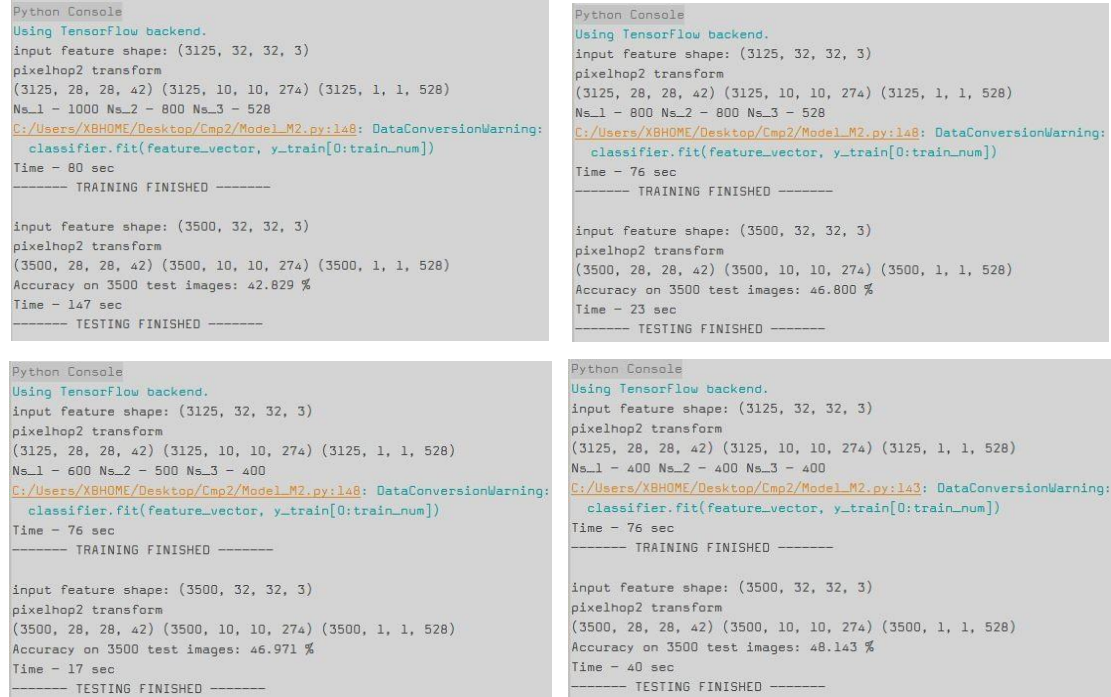 Python Console
Using TensorFlow backend.
input feature shape: (3125, 32, 32, 3)
pixelhop2 transform
(3125, 28, 28, 42) (3125, 10, 10, 274) (3125, 1, 1, 528)
Ns_1 - 1000 Ns_2 - 800 Ns_3 - 528
C:/Users/XBHOME/Desktop/Cmp2/Model_M2.py:148: DataConversionWarning:
classifier.fit(feature_vector, y_train[0:train_num])
Time - 80 sec
------- TRAINING FINISHED -------
input feature shape: (3500, 32, 32, 3)
pixelhop2 transform
(3500, 28, 28, 42) (3500, 10, 10, 274) (3500, 1, 1, 528)
Accuracy on 3500 test images: 42.829 %
Time - 147 sec
------- TESTING FINISHED -------
Python Console
Using TensorFlow backend.
input feature shape: (3125, 32, 32, 3)
pixelhop2 transform
(3125, 28, 28, 42) (3125, 10, 10, 274) (3125, 1, 1, 528)
Ns_1 - 800 Ns_2 - 800 Ns_3 - 528
C:/Users/XBHOME/Desktop/Cmp2/Model_M2.py:148: DataConversionWarning:
classifier.fit(feature_vector, y_train[0:train_num])
Time - 76 sec
------- TRAINING FINISHED -------
input feature shape: (3500, 32, 32, 3)
pixelhop2 transform
(3500, 28, 28, 42) (3500, 10, 10, 274) (3500, 1, 1, 528)
Accuracy on 3500 test images: 46.800 %
Time - 23 sec
------- TESTING FINISHED -------
Python Console
Using TensorFlow backend.
input feature shape: (3125, 32, 32, 3)
pixelhop2 transform
(3125, 28, 28, 42) (3125, 10, 10, 274) (3125, 1, 1, 528)
Ns_1 - 600 Ns_2 - 500 Ns_3 - 400
C:/Users/XBHOME/Desktop/Cmp2/Model_M2.py:148: DataConversionWarning:
classifier.fit(feature_vector, y_train[0:train_num])
Time - 76 sec
------- TRAINING FINISHED -------
input feature shape: (3500, 32, 32, 3)
pixelhop2 transform
(3500, 28, 28, 42) (3500, 10, 10, 274) (3500, 1, 1, 528)
Accuracy on 3500 test images: 46.971 %
Time - 17 sec
------- TESTING FINISHED -------
Python Console
Using TensorFlow backend.
input feature shape: (3125, 32, 32, 3)
pixelhop2 transform
(3125, 28, 28, 42) (3125, 10, 10, 274) (3125, 1, 1, 528)
Ns_1 - 400 Ns_2 - 400 Ns_3 - 400
C:/Users/XBHOME/Desktop/Cmp2/Model_M2.py:143: DataConversionWarning:
classifier.fit(feature_vector, y_train[0:train_num])
Time - 76 sec
------- TRAINING FINISHED -------
input feature shape: (3500, 32, 32, 3)
pixelhop2 transform
(3500, 28, 28, 42) (3500, 10, 10, 274) (3500, 1, 1, 528)
Accuracy on 3500 test images: 48.143 %
Time - 40 sec
------- TESTING FINISHED -------